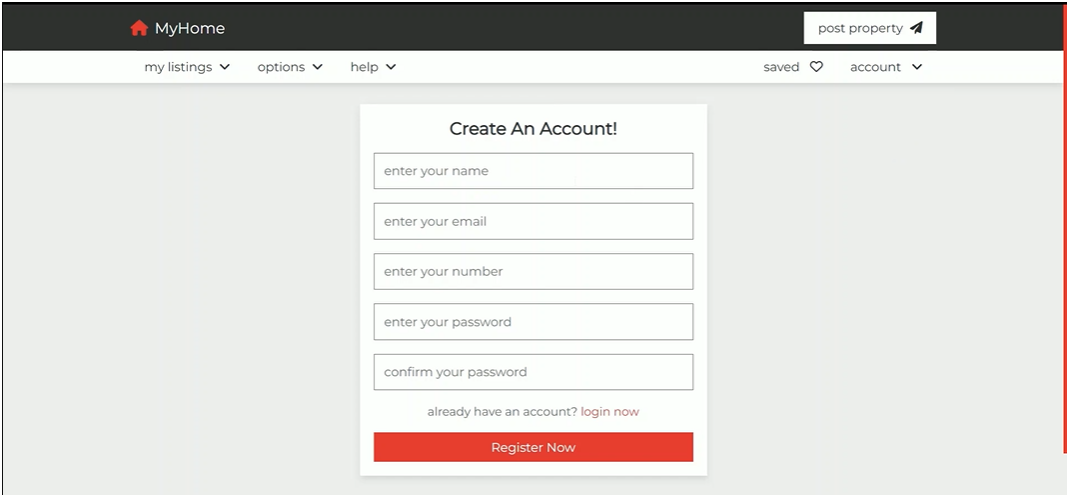 MyHome
post property
my listings
options
help
saved
account
Create An Account!
enter your name
enter your email
enter your number
enter your password
confirm your password
already have an account? login now
Register Now